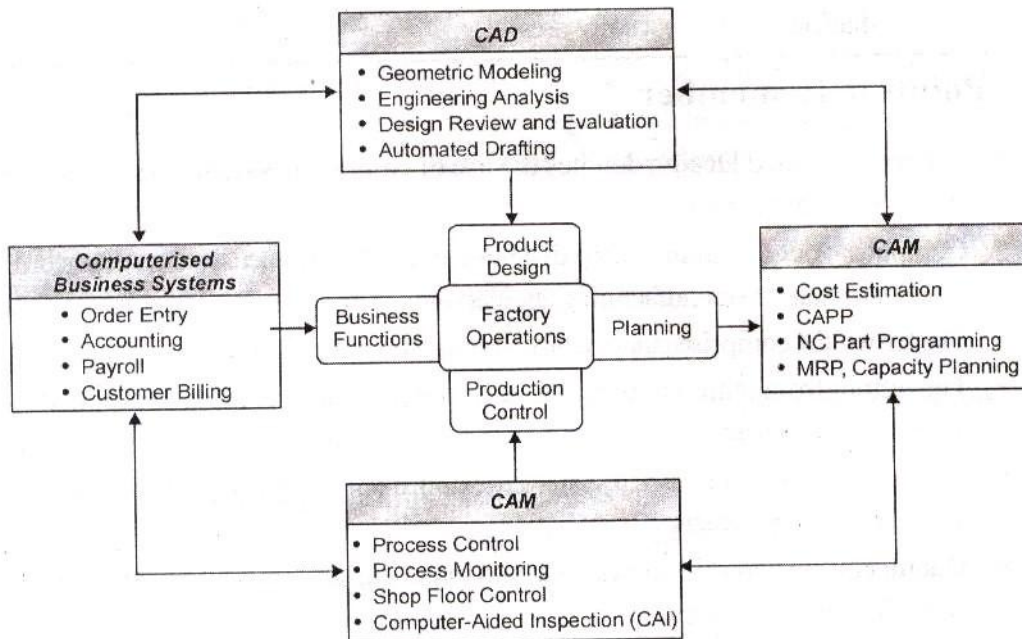 CAD
• Geometric Modeling
• Engineering Analysis
• Design Review and Evaluation
• Automated Drafting
Computerised
Business Systems
• Order Entry
• Accounting
• Payroll
• Customer Billing
Product
Design
Business
Functions
Factory
Operations
Planning
Production
Control
CAM
• Cost Estimation
• CAPP
• NC Part Programming
• MRP, Capacity Planning
CAM
• Process Control
• Process Monitoring
• Shop Floor Control
• Computer-Aided Inspection (CAI)